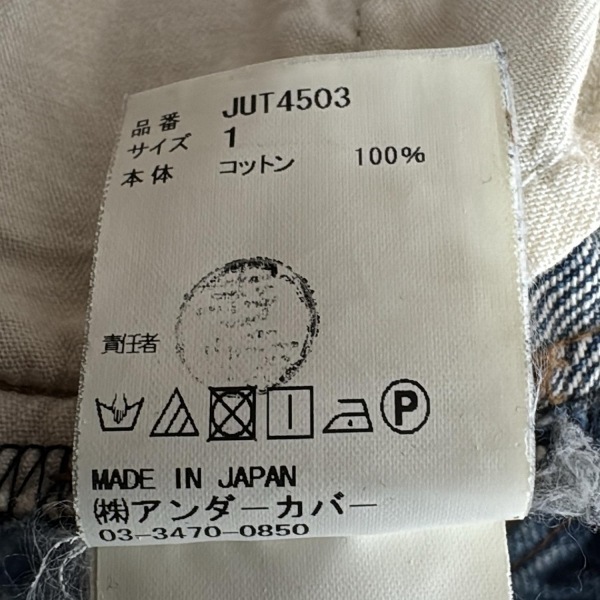 品番 JUT4503
サイズ 1
本体 コットン 100%
責任者
P
MADE IN JAPAN
㈱アンダーカバー
03-3470-0850